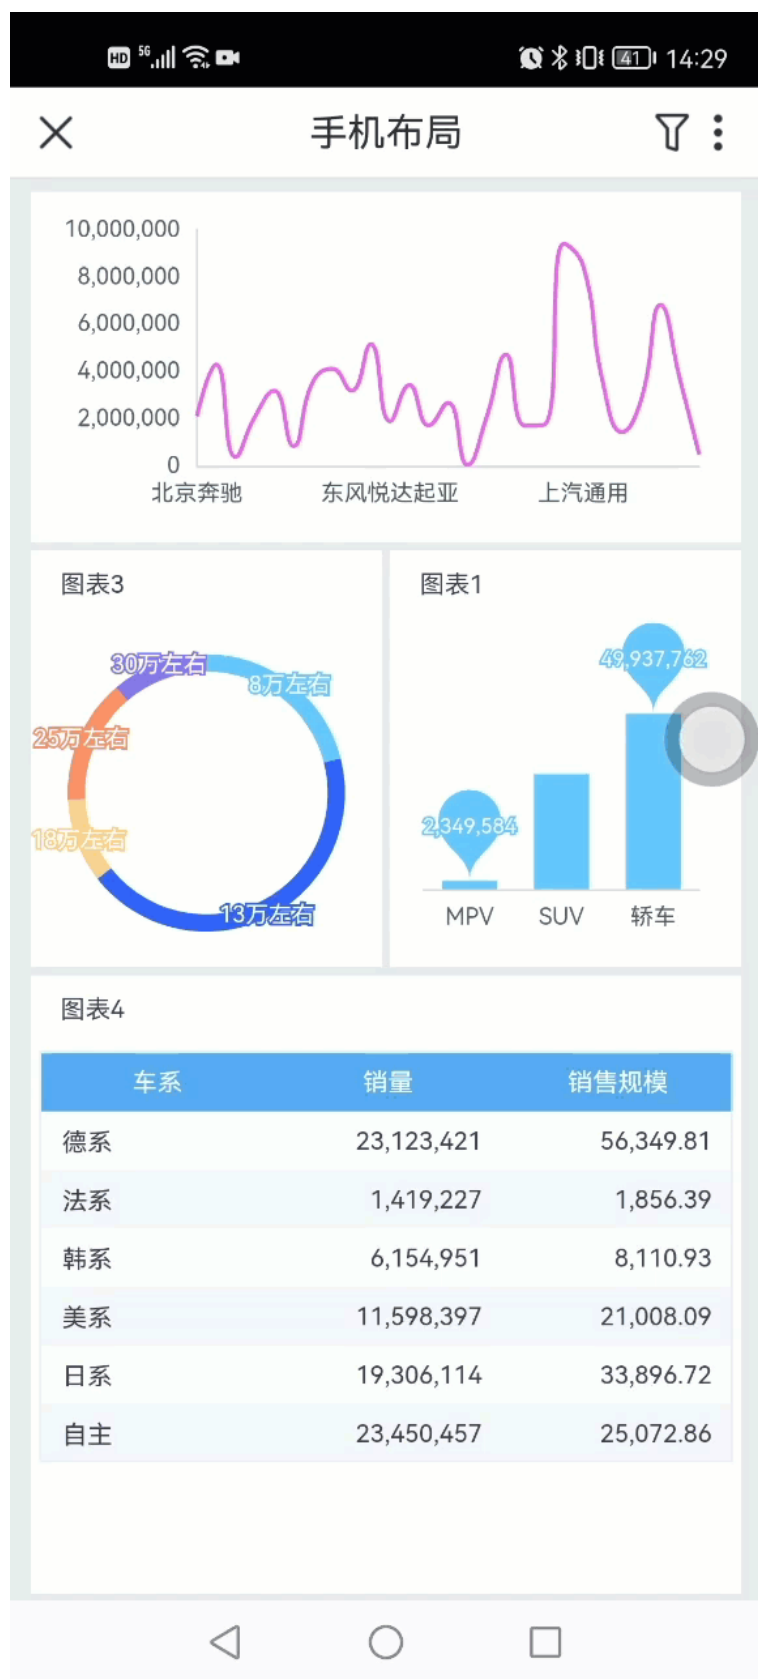 HD 5G 41 14:29
手机布局
10,000,000
8,000,000
6,000,000
4,000,000
2,000,000
0
北京奔驰 东风悦达起亚 上汽通用
图表3
30万左右
8万左右
25万左右
18万左右
13万左右
图表1
49,937,762
2,349,584
MPV SUV 轿车
图表4
车系 销量 销售规模
德系 23,123,421 56,349.81
法系 1,419,227 1,856.39
韩系 6,154,951 8,110.93
美系 11,598,397 21,008.09
日系 19,306,114 33,896.72
自主 23,450,457 25,072.86